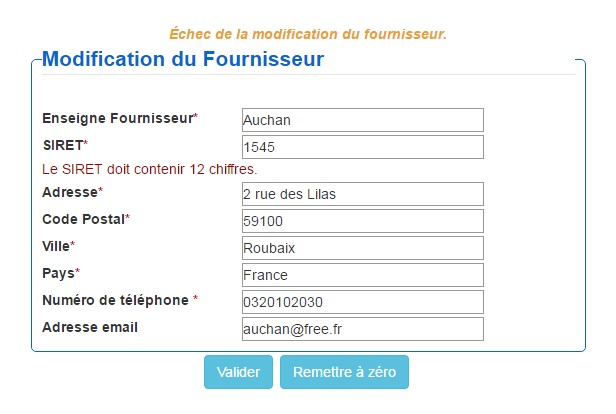 Échec de la modification du fournisseur.
Modification du Fournisseur
Enseigne Fournisseur* Auchan
SIRET* 1545
Le SIRET doit contenir 12 chiffres.
Adresse* 2 rue des Lilas
Code Postal* 59100
Ville* Roubaix
Pays* France
Numéro de téléphone * 0320102030
Adresse email auchan@free.fr
Valider Remettre à zéro